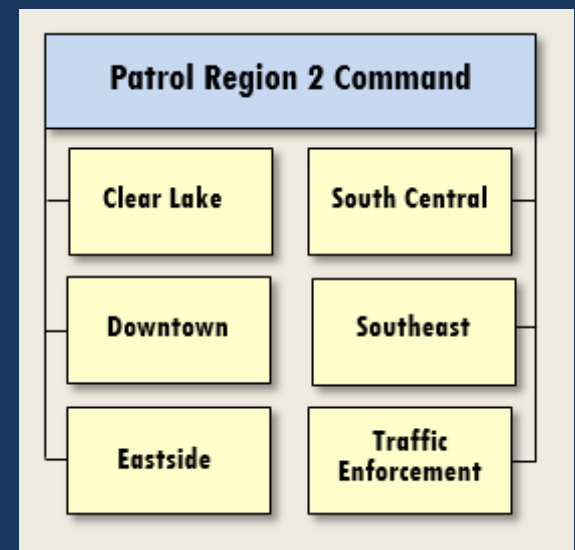 Patrol Region 2 Command
Clear Lake
South Central
Downtown
Southeast
Eastside
Traffic
Enforcement